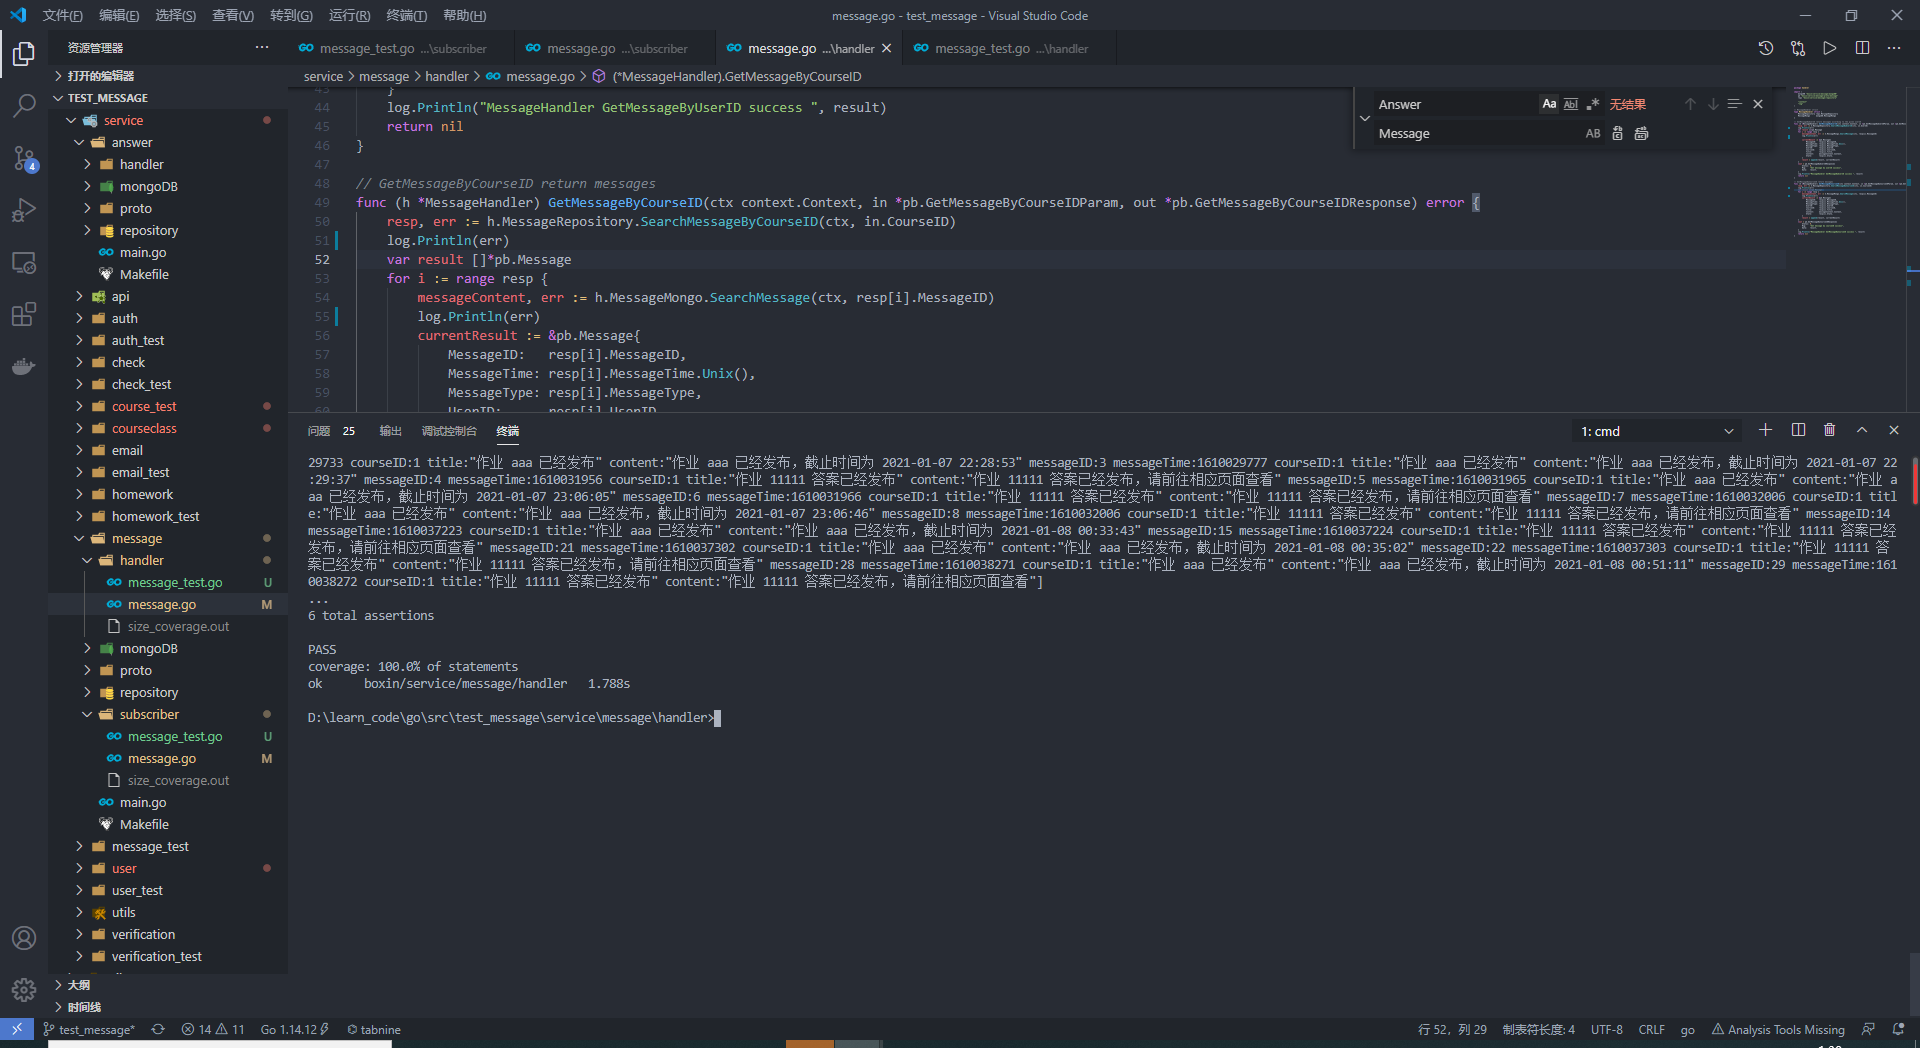 文件(F) 编辑(E) 选择(S) 查看(V) 转到(G) 运行(R) 终端(T) 帮助(H)
message.go - test_message - Visual Studio Code
资源管理器
打开的编辑器
TEST_MESSAGE
service
answer
handler
mongoDB
proto
repository
main.go
Makefile
api
auth
auth_test
check
check_test
course_test
courseclass
email
email_test
homework
homework_test
message
handler
message_test.go U
message.go M
size_coverage.out
mongoDB
proto
repository
subscriber
message_test.go U
message.go M
size_coverage.out
main.go
Makefile
message_test
user
user_test
utils
verification
verification_test
大纲
时间线
4
message_test.go ...\subscriber
message.go ...\subscriber
message.go ...\handler
message_test.go ...\handler
service > message > handler > message.go > (*MessageHandler).GetMessageByCourseID
Answer Aa Abl .* 无结果
Message AB
43 }
44 log.Println("MessageHandler GetMessageByUserID success ", result)
45 return nil
46 }
47
48 // GetMessageByCourseID return messages
49 func (h *MessageHandler) GetMessageByCourseID(ctx context.Context, in *pb.GetMessageByCourseIDParam, out *pb.GetMessageByCourseIDResponse) error {
50 resp, err := h.MessageRepository.SearchMessageByCourseID(ctx, in.CourseID)
51 log.Println(err)
52 var result []*pb.Message
53 for i := range resp {
54 messageContent, err := h.MessageMongo.SearchMessage(ctx, resp[i].MessageID)
55 log.Println(err)
56 currentResult := &pb.Message{
57 MessageID: resp[i].MessageID,
58 MessageTime: resp[i].MessageTime.Unix(),
59 MessageType: resp[i].MessageType,
60 UserID: resp[i].UserID
问题 25 输出 调试控制台 终端
1: cmd
29733 courseID:1 title:"作业 aaa 已经发布" content:"作业 aaa 已经发布，截止时间为 2021-01-07 22:28:53" messageID:3 messageTime:1610029777 courseID:1 title:"作业 aaa 已经发布" content:"作业 aaa 已经发布，截止时间为 2021-01-07 22
:29:37" messageID:4 messageTime:1610031956 courseID:1 title:"作业 11111 答案已经发布" content:"作业 11111 答案已经发布，请前往相应页面查看" messageID:5 messageTime:1610031965 courseID:1 title:"作业 aaa 已经发布" content:"作业 a
aa 已经发布，截止时间为 2021-01-07 23:06:05" messageID:6 messageTime:1610031966 courseID:1 title:"作业 11111 答案已经发布" content:"作业 11111 答案已经发布，请前往相应页面查看" messageID:7 messageTime:1610032006 courseID:1 titl
e:"作业 aaa 已经发布" content:"作业 aaa 已经发布，截止时间为 2021-01-07 23:06:46" messageID:8 messageTime:1610032006 courseID:1 title:"作业 11111 答案已经发布" content:"作业 11111 答案已经发布，请前往相应页面查看" messageID:14
messageTime:1610037223 courseID:1 title:"作业 aaa 已经发布" content:"作业 aaa 已经发布，截止时间为 2021-01-08 00:33:43" messageID:15 messageTime:1610037224 courseID:1 title:"作业 11111 答案已经发布" content:"作业 11111 答案已经
发布，请前往相应页面查看" messageID:21 messageTime:1610037302 courseID:1 title:"作业 aaa 已经发布" content:"作业 aaa 已经发布，截止时间为 2021-01-08 00:35:02" messageID:22 messageTime:1610037303 courseID:1 title:"作业 11111 答
案已经发布" content:"作业 11111 答案已经发布，请前往相应页面查看" messageID:28 messageTime:1610038271 courseID:1 title:"作业 aaa 已经发布" content:"作业 aaa 已经发布，截止时间为 2021-01-08 00:51:11" messageID:29 messageTime:161
0038272 courseID:1 title:"作业 11111 答案已经发布" content:"作业 11111 答案已经发布，请前往相应页面查看"]
...
6 total assertions
PASS
coverage: 100.0% of statements
ok boxin/service/message/handler 1.788s
D:\learn_code\go\src\test_message\service\message\handler>
test_message* 14 11 Go 1.14.12 tabnine
行 52，列 29 制表符长度: 4 UTF-8 CRLF go Analysis Tools Missing